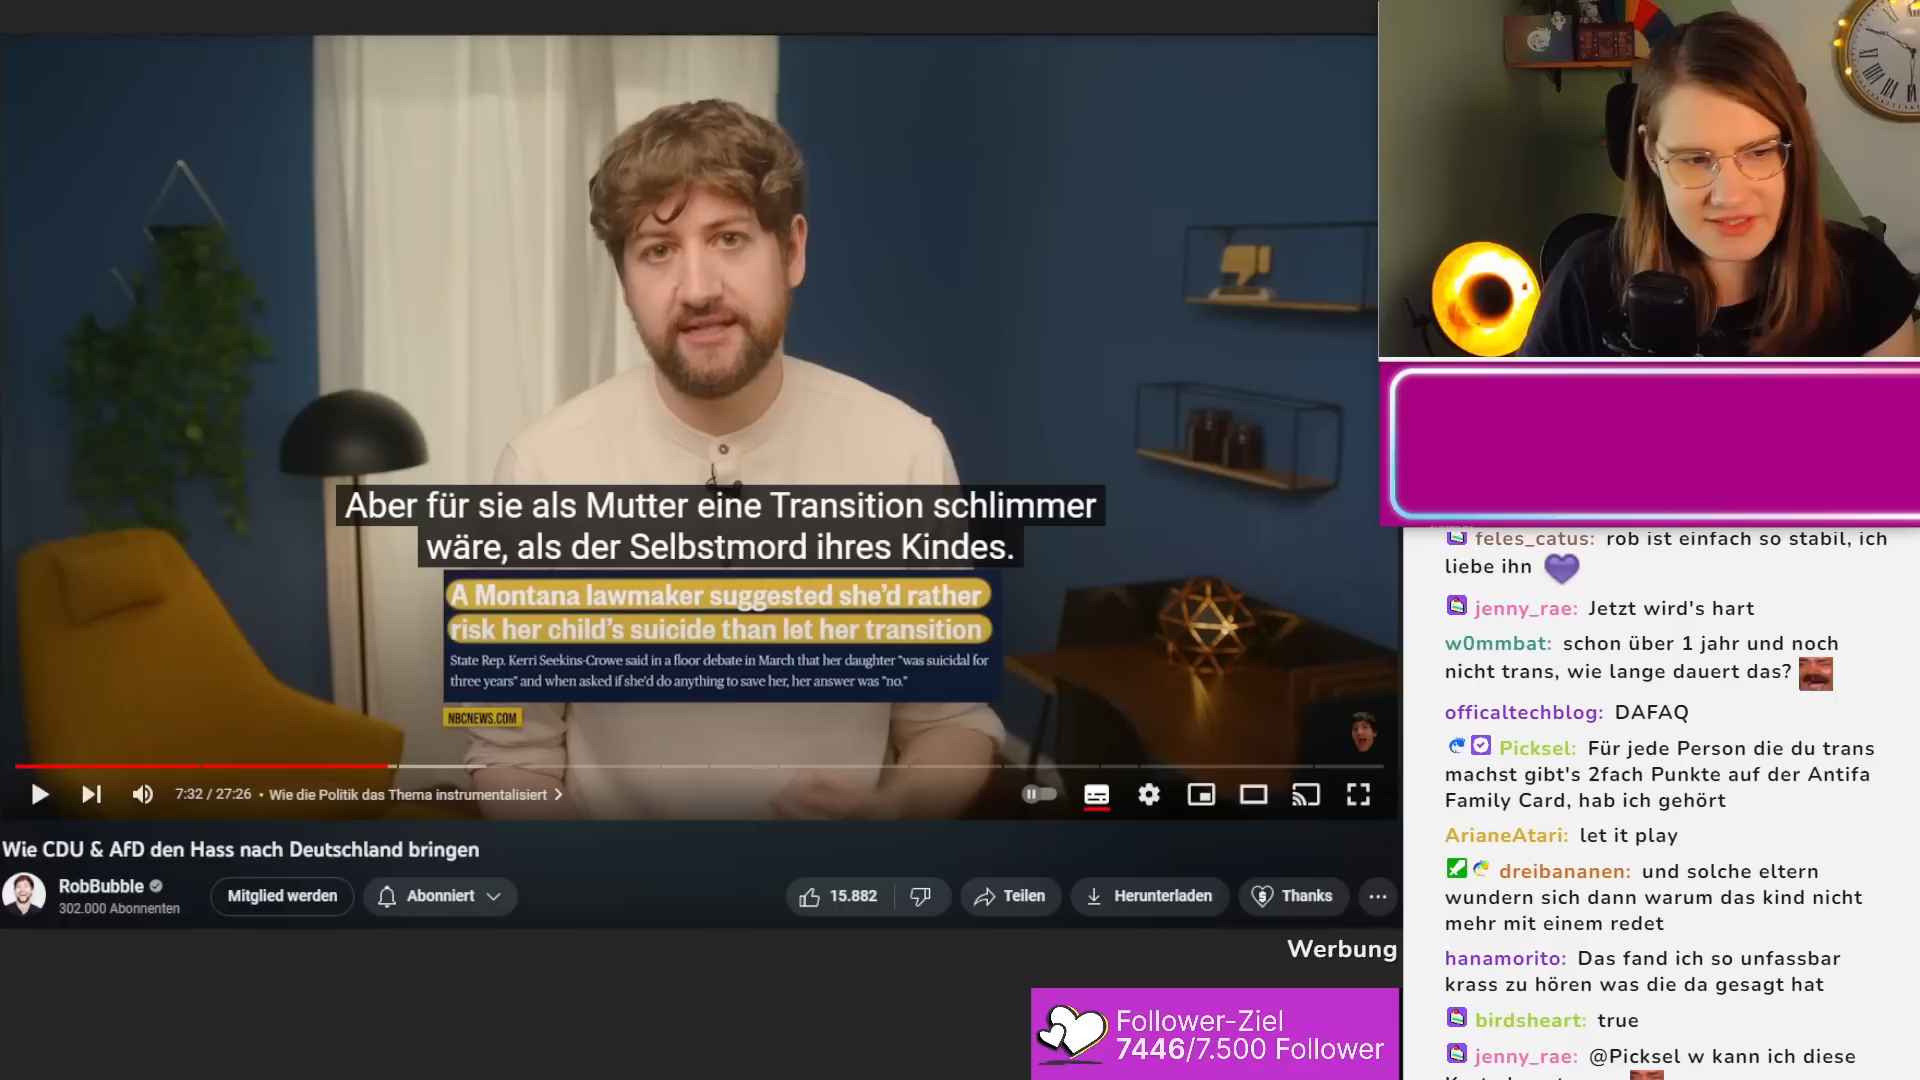 Aber für sie als Mutter eine Transition schlimmer
wäre, als der Selbstmord ihres Kindes.
A Montana lawmaker suggested she'd rather
risk her child's suicide than let her transition
State Rep. Kerri Seekins-Crowe said in a floor debate in March that her daughter "was suicidal for
three years" and when asked if she'd do anything to save her, her answer was "no."
NBCNEWS.COM
7:32 / 27:26 • Wie die Politik das Thema instrumentalisiert
Wie CDU & AfD den Hass nach Deutschland bringen
RobBubble
302.000 Abonnenten
Mitglied werden
Abonniert
15.882
Teilen
Herunterladen
Thanks
Werbung
Follower-Ziel
7446/7.500 Follower
feles_catus: rob ist einfach so stabil, ich
liebe ihn
jenny_rae: Jetzt wird's hart
w0mmbat: schon über 1 jahr und noch
nicht trans, wie lange dauert das?
officaltechblog: DAFAQ
Picksel: Für jede Person die du trans
machst gibt's 2fach Punkte auf der Antifa
Family Card, hab ich gehört
ArianeAtari: let it play
dreibananen: und solche eltern
wundern sich dann warum das kind nicht
mehr mit einem redet
hanamorito: Das fand ich so unfassbar
krass zu hören was die da gesagt hat
birdsheart: true
jenny_rae: @Picksel w kann ich diese